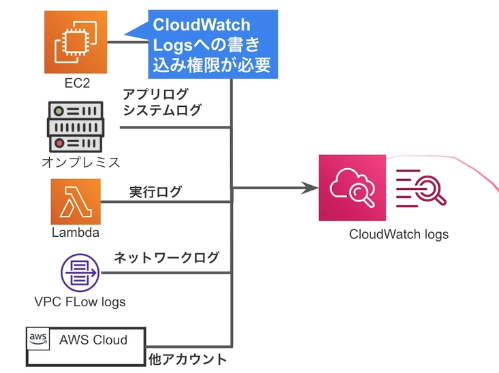 CloudWatch
Logsへの書き
込み権限が必要
EC2
アプリログ
システムログ
オンプレミス
実行ログ
Lambda
CloudWatch logs
ネットワークログ
VPC FLow logs
aws
AWS Cloud
他アカウント